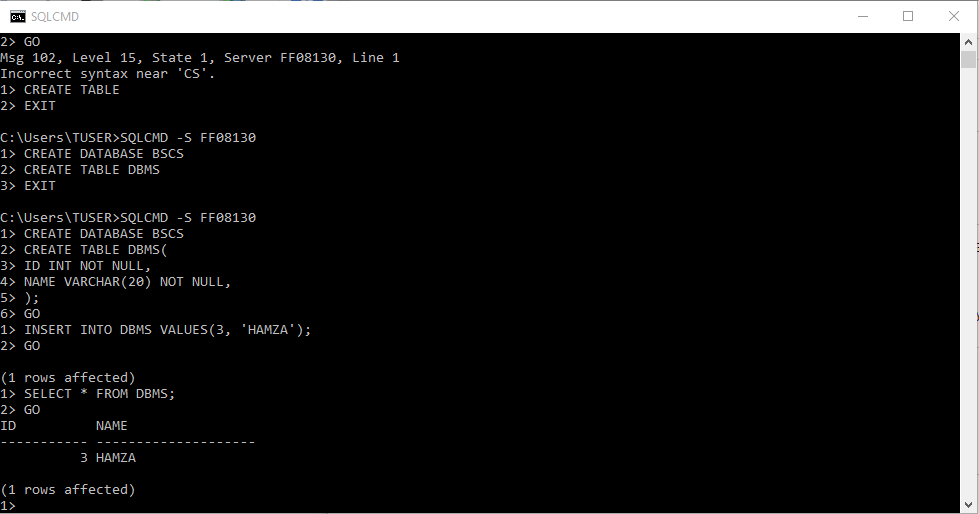 SQLCMD
2> GO
Msg 102, Level 15, State 1, Server FF08130, Line 1
Incorrect syntax near 'CS'.
1> CREATE TABLE
2> EXIT
C:\Users\TUSER>SQLCMD -S FF08130
1> CREATE DATABASE BSCS
2> CREATE TABLE DBMS
3> EXIT
C:\Users\TUSER>SQLCMD -S FF08130
1> CREATE DATABASE BSCS
2> CREATE TABLE DBMS(
3> ID INT NOT NULL,
4> NAME VARCHAR(20) NOT NULL,
5> );
6> GO
1> INSERT INTO DBMS VALUES(3, 'HAMZA');
2> GO
(1 rows affected)
1> SELECT * FROM DBMS;
2> GO
ID          NAME
----------- --------------------
          3 HAMZA
(1 rows affected)
1>